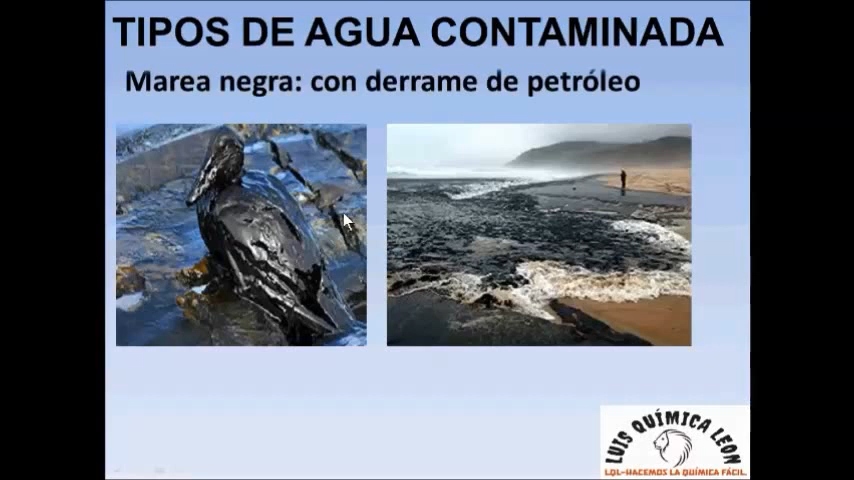 TIPOS DE AGUA CONTAMINADA
Marea negra: con derrame de petróleo
LUIS QUÍMICA LEON
LQL-HACEMOS LA QUÍMICA FÁCIL.